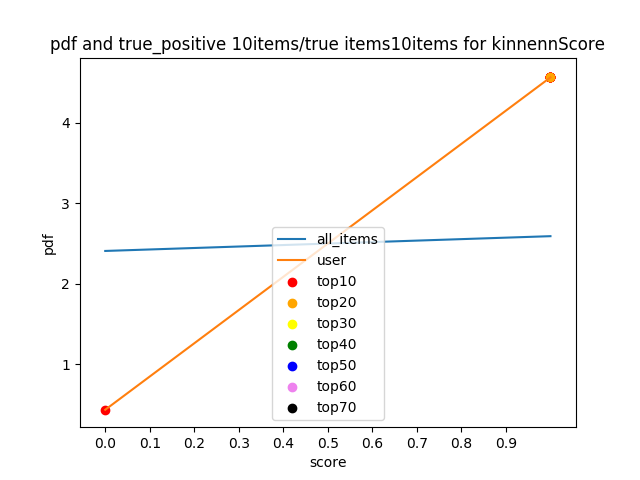 pdf and true_positive 10items/true items10items for kinnennScore
pdf
4
3
2
1
all_items
user
top10
top20
top30
top40
top50
top60
top70
0.0 0.1 0.2 0.3 0.4 0.5 0.6 0.7 0.8 0.9
score